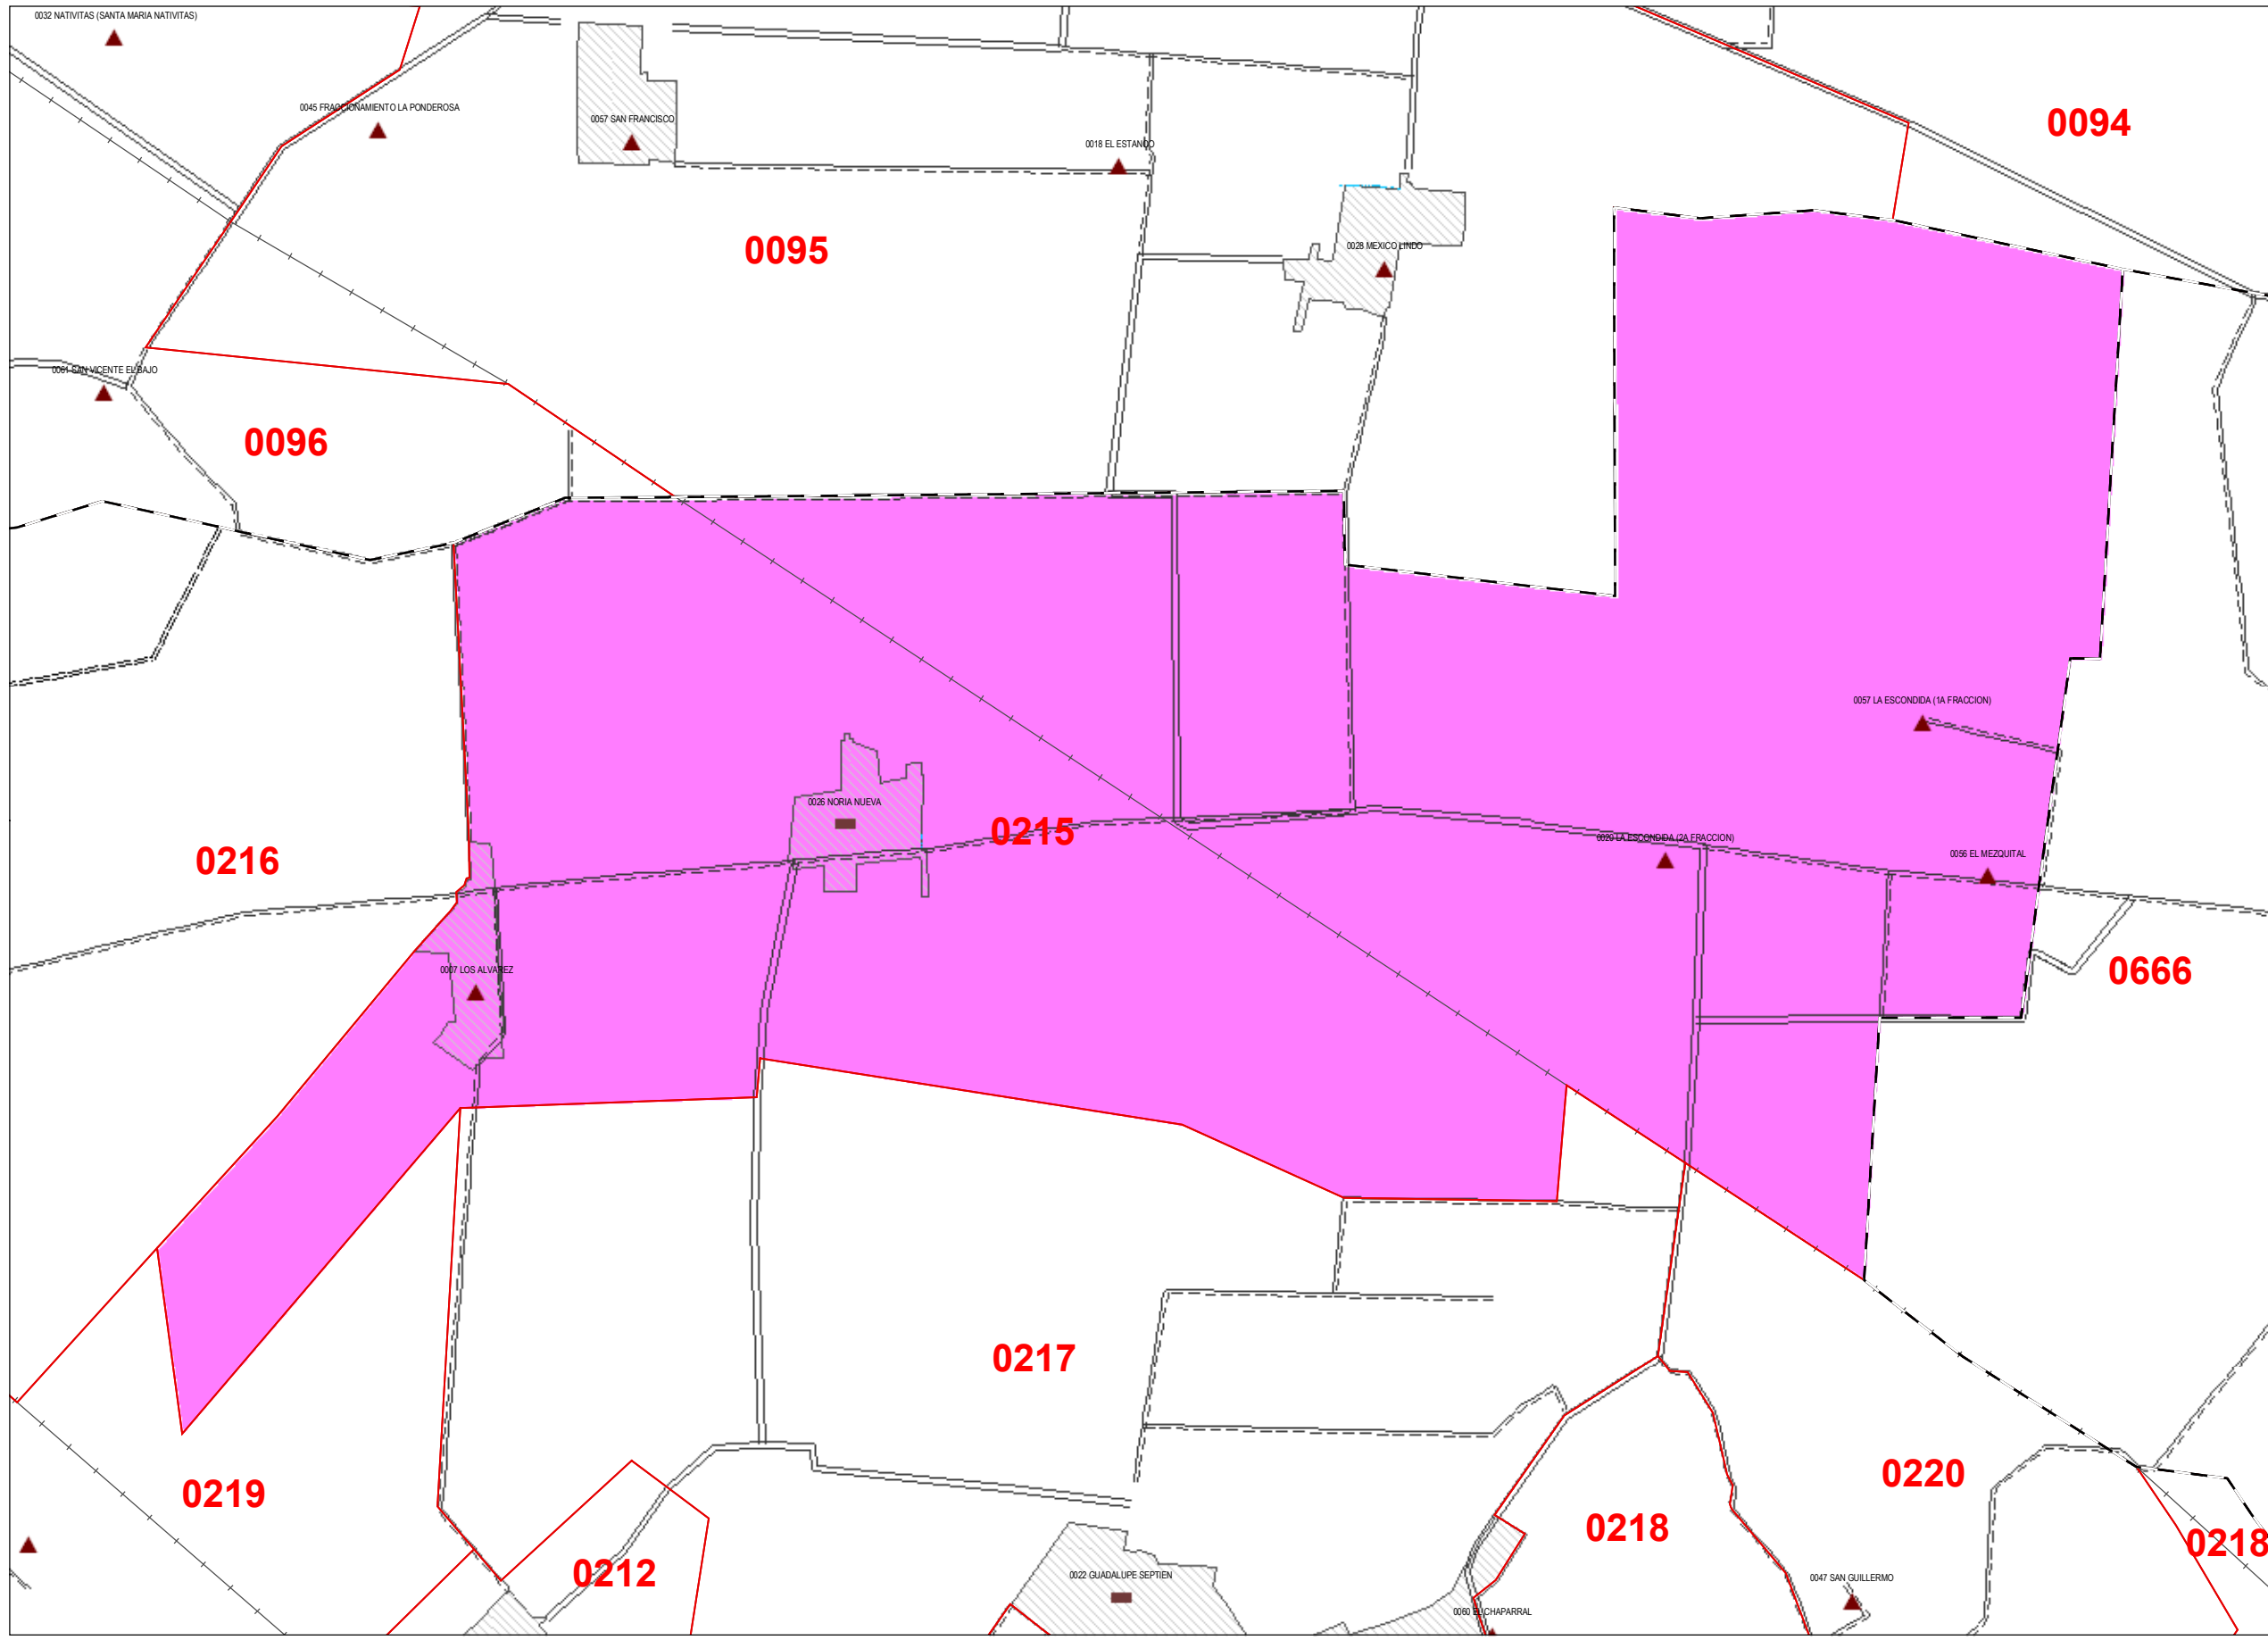 0032 NATIVITAS (SANTA MARIA NATIVITAS)
0045 FRACCIONAMIENTO LA PONDEROSA
0057 SAN FRANCISCO
0094
0018 EL ESTANCO
0095
0028 MEXICO LINDO
0061 SAN VICENTE EL BAJO
0096
0057 LA ESCONDIDA (1A FRACCION)
0026 NORIA NUEVA
0215
0020 LA ESCONDIDA (2A FRACCION)
0216
0056 EL MEZQUITAL
0007 LOS ALVAREZ
0666
0217
0219
0220
0218
0218
0212
0022 GUADALUPE SEPTIEN
0047 SAN GUILLERMO
0060 EL CHAPARRAL